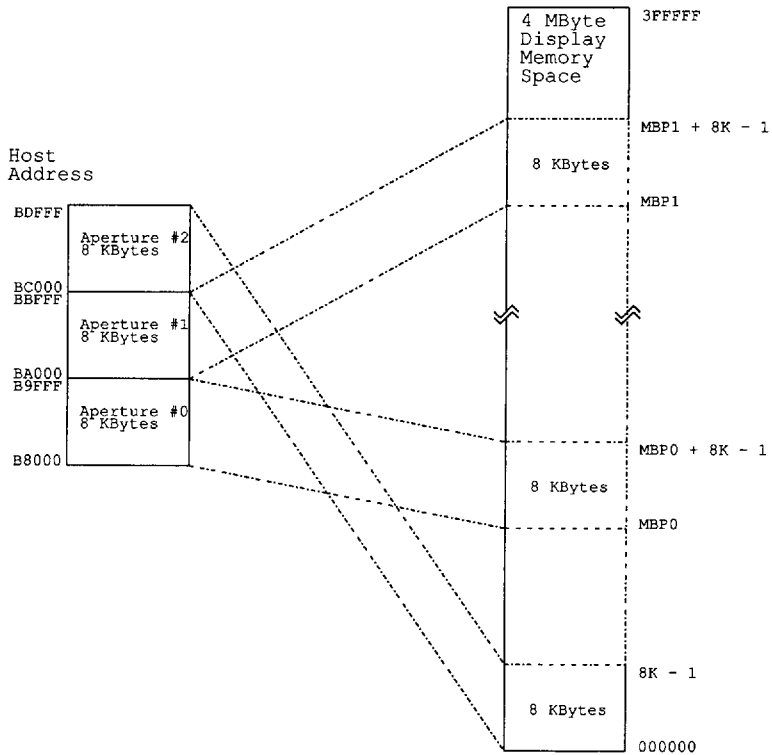 4 MByte
Display
Memory
Space
3FFFFF
MBP1 + 8K - 1
8 KBytes
MBP1
Host
Address
BDFFF
Aperture #2
8 KBytes
BC000
BBFFF
Aperture #1
8 KBytes
BA000
B9FFF
Aperture #0
8 KBytes
B8000
MBP0 + 8K - 1
8 KBytes
MBP0
8K - 1
8 KBytes
000000